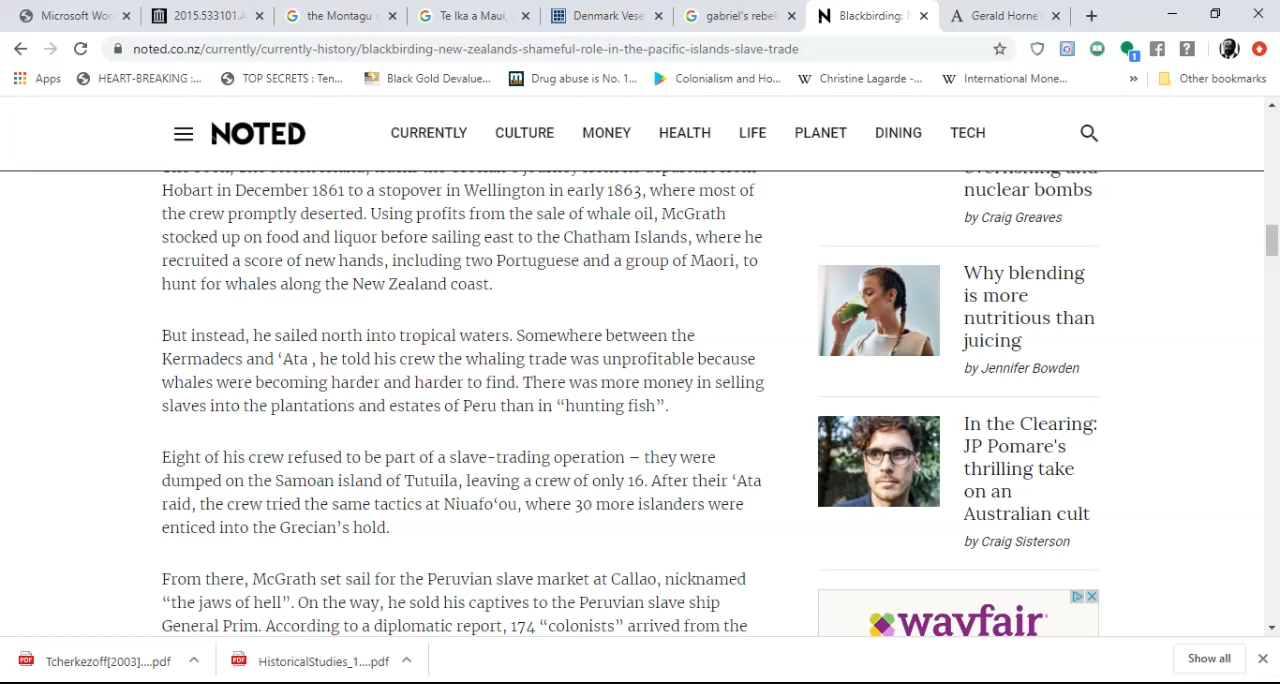 Microsoft Wor
2015.533101.A
the Montagu
Te Ika a Maui,
Denmark Vese
gabriel's rebel
Blackbirding:
Gerald Horne'
noted.co.nz/currently/currently-history/blackbirding-new-zealands-shameful-role-in-the-pacific-islands-slave-trade
1
Apps
HEART-BREAKING :...
TOP SECRETS : Ten...
Black Gold Devalue...
Drug abuse is No. 1...
Colonialism and Ho...
Christine Lagarde -...
International Mone...
»
Other bookmarks
NOTED
CURRENTLY
CULTURE
MONEY
HEALTH
LIFE
PLANET
DINING
TECH
Hobart in December 1861 to a stopover in Wellington in early 1863, where most of
the crew promptly deserted. Using profits from the sale of whale oil, McGrath
stocked up on food and liquor before sailing east to the Chatham Islands, where he
recruited a score of new hands, including two Portuguese and a group of Maori, to
hunt for whales along the New Zealand coast.
But instead, he sailed north into tropical waters. Somewhere between the
Kermadecs and ‘Ata , he told his crew the whaling trade was unprofitable because
whales were becoming harder and harder to find. There was more money in selling
slaves into the plantations and estates of Peru than in “hunting fish”.
Eight of his crew refused to be part of a slave-trading operation – they were
dumped on the Samoan island of Tutuila, leaving a crew of only 16. After their ‘Ata
raid, the crew tried the same tactics at Niuafo‘ou, where 30 more islanders were
enticed into the Grecian’s hold.
From there, McGrath set sail for the Peruvian slave market at Callao, nicknamed
“the jaws of hell”. On the way, he sold his captives to the Peruvian slave ship
General Prim. According to a diplomatic report, 174 “colonists” arrived from the
overfishing and
nuclear bombs
by Craig Greaves
Why blending
is more
nutritious than
juicing
by Jennifer Bowden
In the Clearing:
JP Pomare's
thrilling take
on an
Australian cult
by Craig Sisterson
wayfair
Tcherkezoff[2003]....pdf
HistoricalStudies_1....pdf
Show all